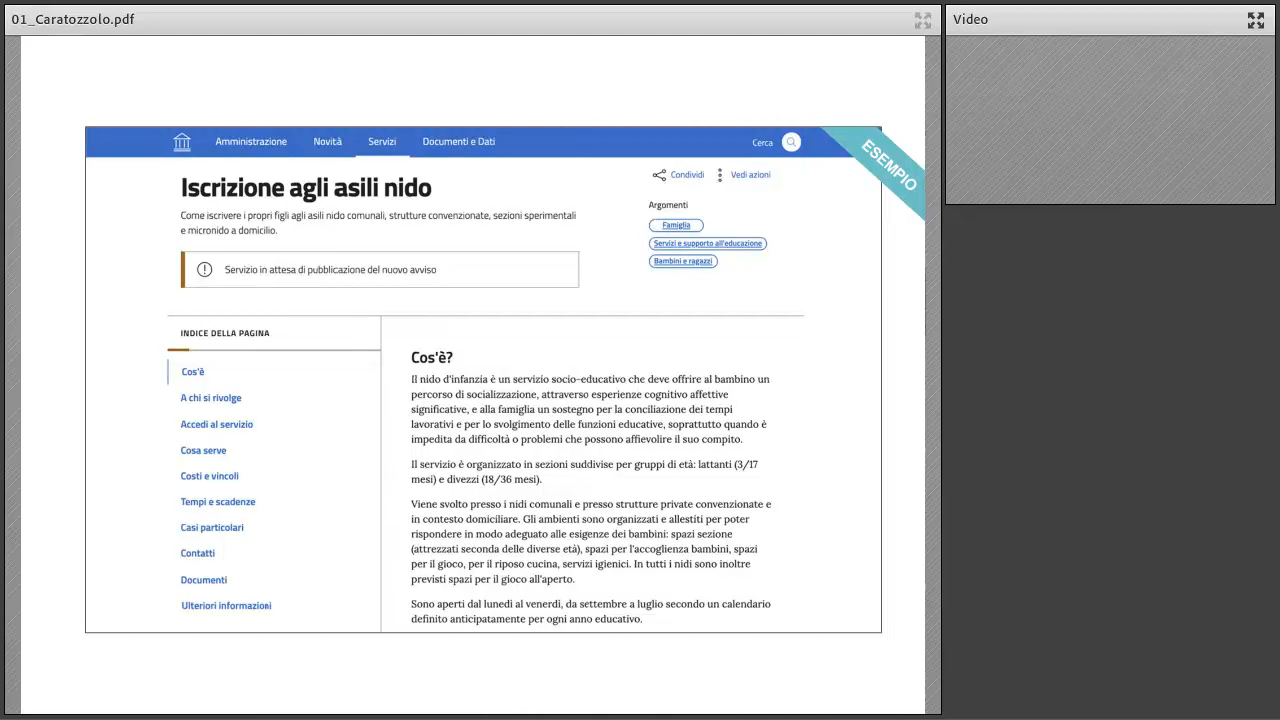 01_Caratozzolo.pdf
Video
Amministrazione Novità Servizi Documenti e Dati Cerca
ESEMPIO
Iscrizione agli asili nido
Condividi Vedi azioni
Come iscrivere i propri figli agli asili nido comunali, strutture convenzionate, sezioni sperimentali
e micronido a domicilio.
Argomenti
Famiglia
Servizi e supporto all'educazione
Bambini e ragazzi
Servizio in attesa di pubblicazione del nuovo avviso
INDICE DELLA PAGINA
Cos'è
A chi si rivolge
Accedi al servizio
Cosa serve
Costi e vincoli
Tempi e scadenze
Casi particolari
Contatti
Documenti
Ulteriori informazioni
Cos'è?
Il nido d'infanzia è un servizio socio-educativo che deve offrire al bambino un
percorso di socializzazione, attraverso esperienze cognitivo affettive
significative, e alla famiglia un sostegno per la conciliazione dei tempi
lavorativi e per lo svolgimento delle funzioni educative, soprattutto quando è
impedita da difficoltà o problemi che possono affievolire il suo compito.
Il servizio è organizzato in sezioni suddivise per gruppi di età: lattanti (3/17
mesi) e divezzi (18/36 mesi).
Viene svolto presso i nidi comunali e presso strutture private convenzionate e
in contesto domiciliare. Gli ambienti sono organizzati e allestiti per poter
rispondere in modo adeguato alle esigenze dei bambini: spazi sezione
(attrezzati seconda delle diverse età), spazi per l'accoglienza bambini, spazi
per il gioco, per il riposo cucina, servizi igienici. In tutti i nidi sono inoltre
previsti spazi per il gioco all'aperto.
Sono aperti dal lunedì al venerdì, da settembre a luglio secondo un calendario
definito anticipatamente per ogni anno educativo.